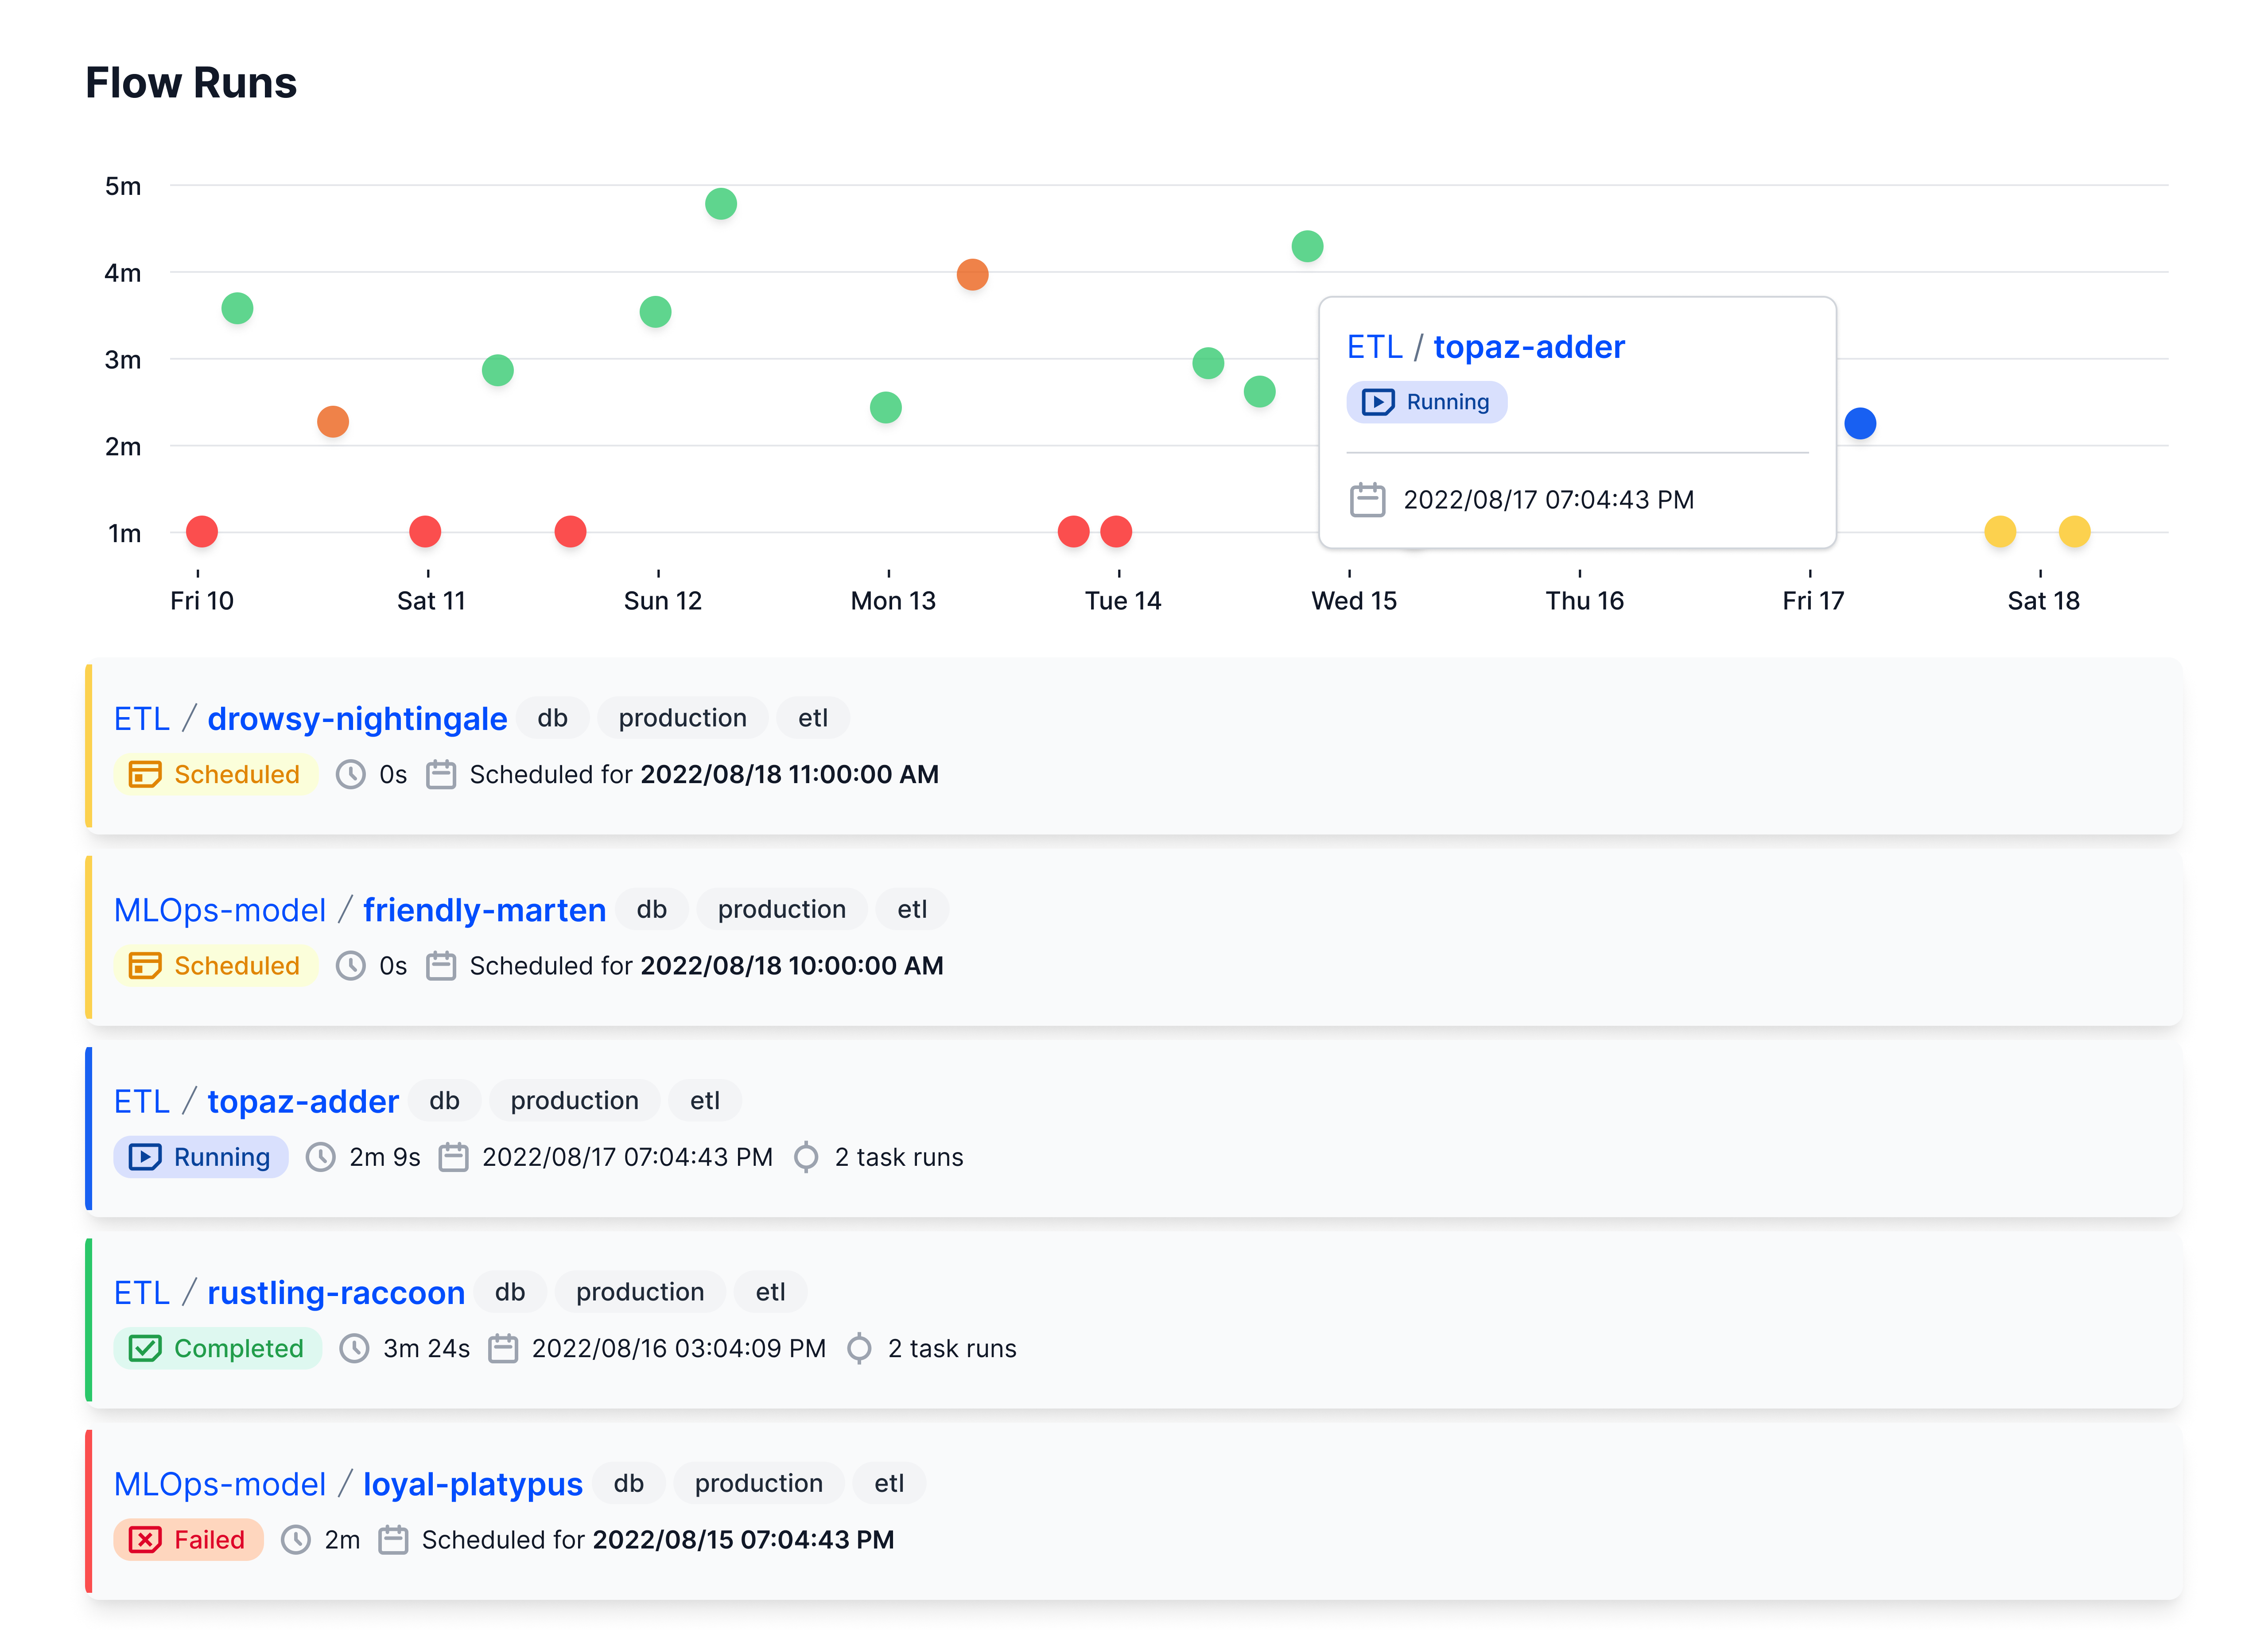 Flow Runs
5m
4m
3m
2m
1m
ETL / topaz-adder
Running
2022/08/17 07:04:43 PM
Fri 10 Sat 11 Sun 12 Mon 13 Tue 14 Wed 15 Thu 16 Fri 17 Sat 18
ETL / drowsy-nightingale db production etl
Scheduled 0s Scheduled for 2022/08/18 11:00:00 AM
MLOps-model / friendly-marten db production etl
Scheduled 0s Scheduled for 2022/08/18 10:00:00 AM
ETL / topaz-adder db production etl
Running 2m 9s 2022/08/17 07:04:43 PM 2 task runs
ETL / rustling-raccoon db production etl
Completed 3m 24s 2022/08/16 03:04:09 PM 2 task runs
MLOps-model / loyal-platypus db production etl
Failed 2m Scheduled for 2022/08/15 07:04:43 PM